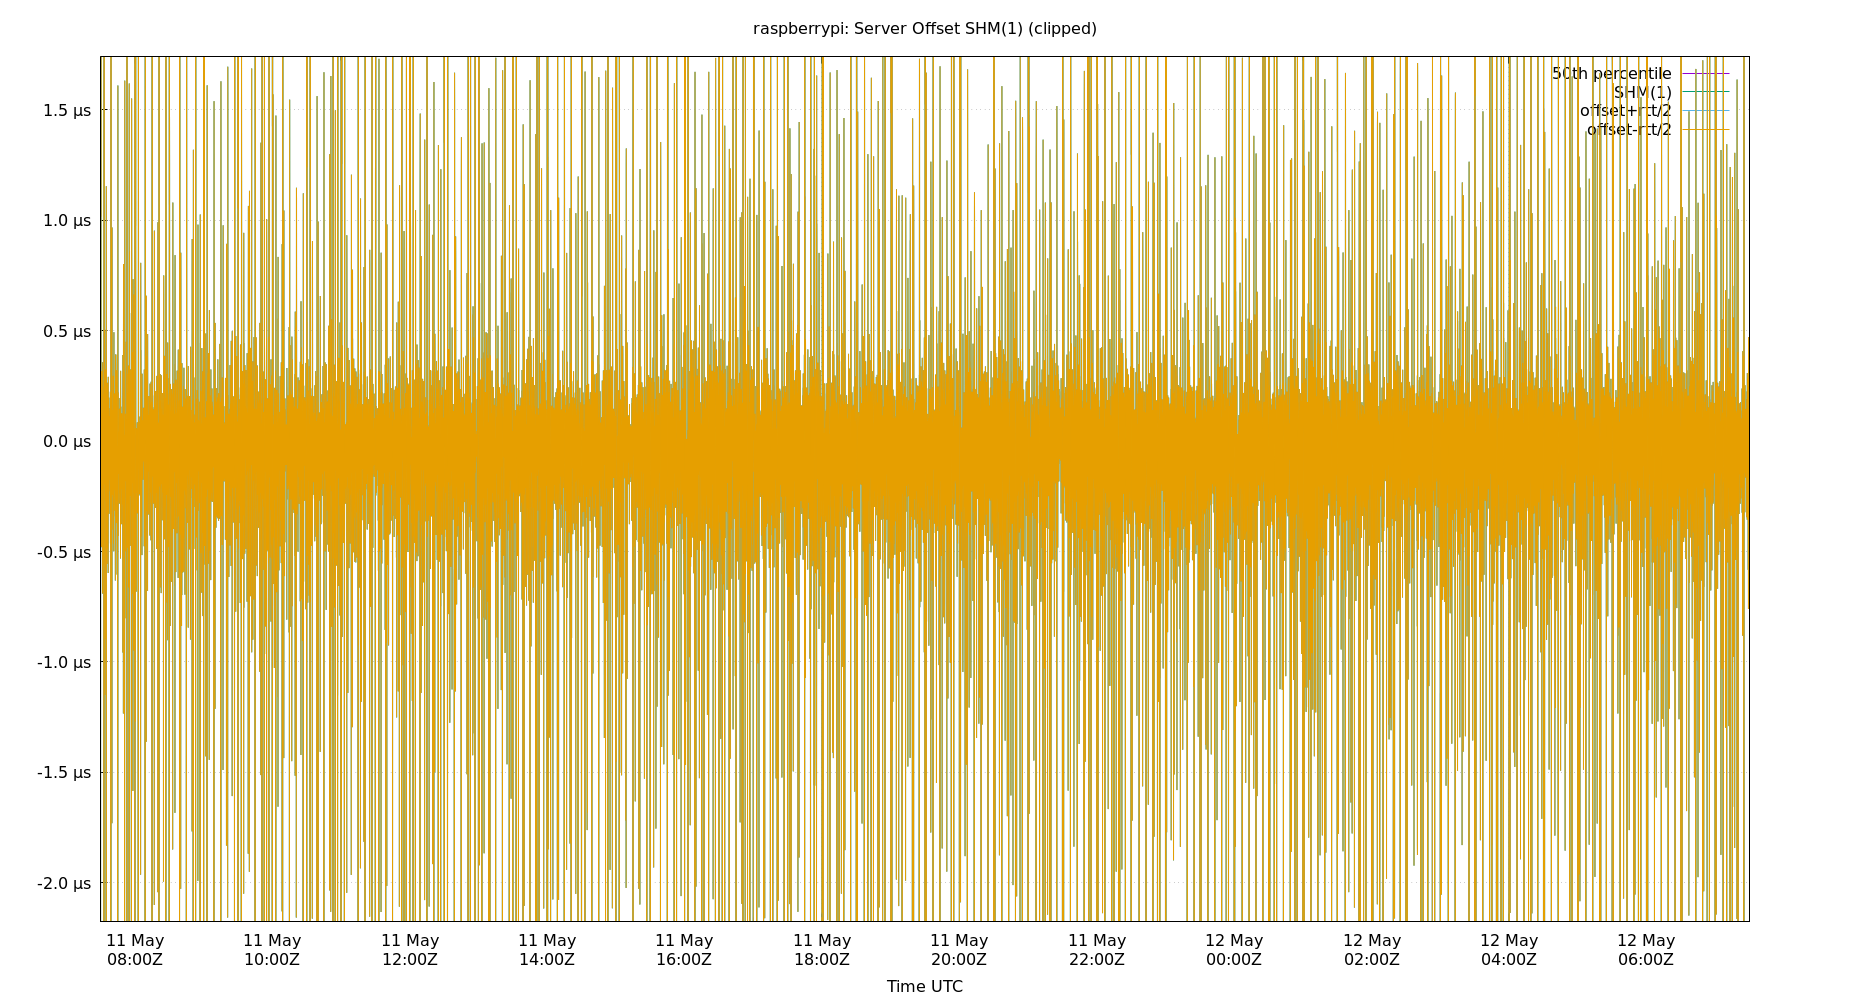 raspberrypi: Server Offset SHM(1) (clipped)
50th percentile
SHM(1)
offset+rtt/2
offset-rtt/2
1.5 µs
1.0 µs
0.5 µs
0.0 µs
-0.5 µs
-1.0 µs
-1.5 µs
-2.0 µs
11 May 11 May 11 May 11 May 11 May 11 May 11 May 11 May 12 May 12 May 12 May 12 May
08:00Z 10:00Z 12:00Z 14:00Z 16:00Z 18:00Z 20:00Z 22:00Z 00:00Z 02:00Z 04:00Z 06:00Z
Time UTC